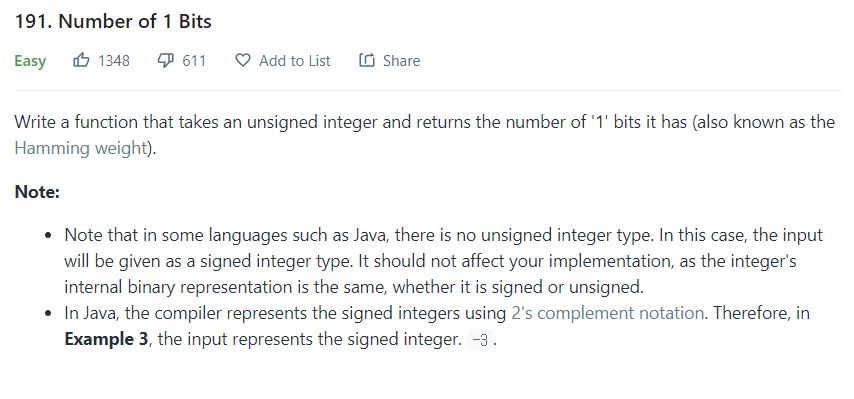 191. Number of 1 Bits
Easy 1348 611 Add to List Share
Write a function that takes an unsigned integer and returns the number of '1' bits it has (also known as the
Hamming weight).
Note:
• Note that in some languages such as Java, there is no unsigned integer type. In this case, the input
will be given as a signed integer type. It should not affect your implementation, as the integer's
internal binary representation is the same, whether it is signed or unsigned.
• In Java, the compiler represents the signed integers using 2's complement notation. Therefore, in
Example 3, the input represents the signed integer. -3.